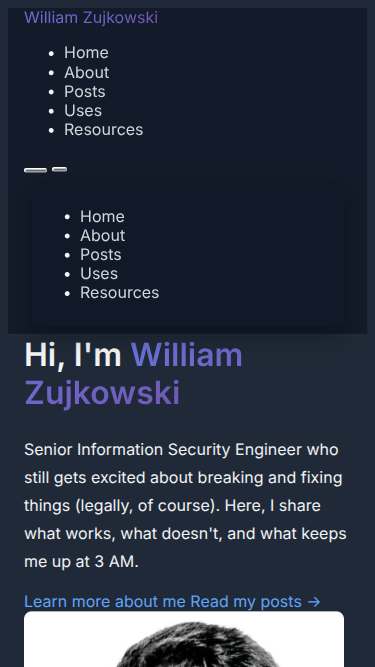 William Zujkowski
Home
About
Posts
Uses
Resources
Home
About
Posts
Uses
Resources
Hi, I'm William
Zujkowski
Senior Information Security Engineer who
still gets excited about breaking and fixing
things (legally, of course). Here, I share
what works, what doesn't, and what keeps
me up at 3 AM.
Learn more about me Read my posts →